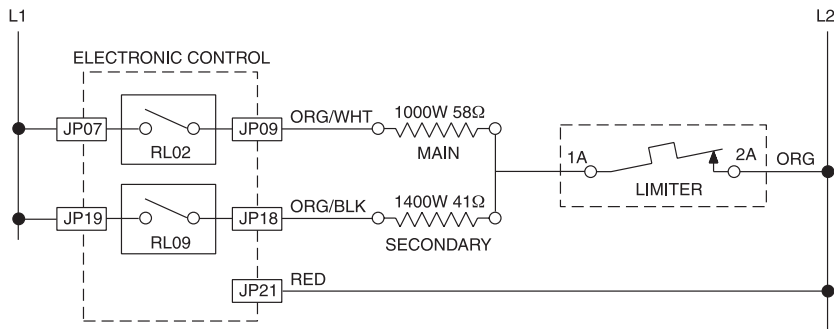 L1
L2
ELECTRONIC CONTROL
JP07
RL02
JP09
ORG/WHT
1000W 58Ω
MAIN
1A
2A
ORG
LIMITER
JP19
RL09
JP18
ORG/BLK
1400W 41Ω
SECONDARY
JP21
RED